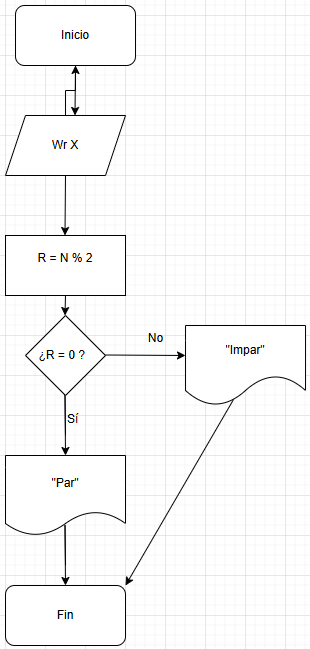 Inicio
Wr X
R = N % 2
¿R = 0 ?
No
"Impar"
Sí
"Par"
Fin